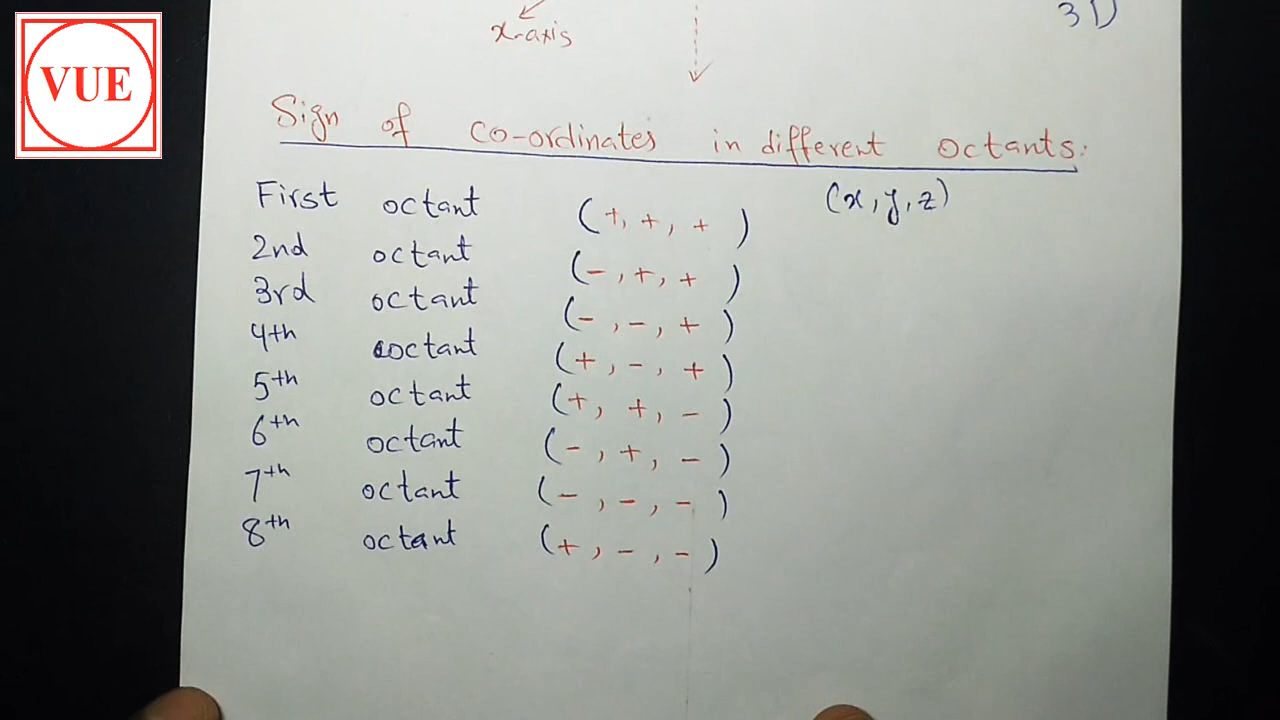 VUE
x-axis
3D
Sign of Co-ordinates in different Octants:
(x, y, z)
First octant (+, +, +)
2nd octant (-, +, +)
3rd octant (-, -, +)
4th octant (+, -, +)
5th octant (+, +, -)
6th octant (-, +, -)
7th octant (-, -, -)
8th octant (+, -, -)